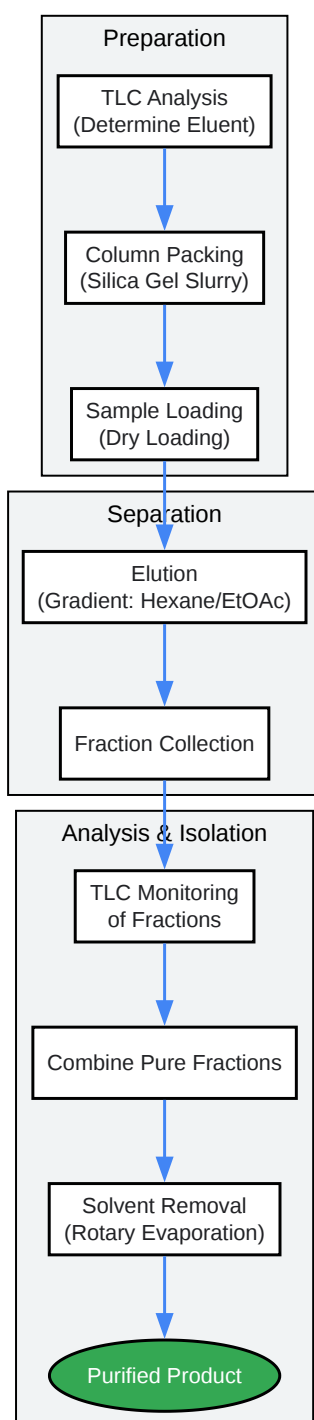 Preparation
TLC Analysis
(Determine Eluent)
Column Packing
(Silica Gel Slurry)
Sample Loading
(Dry Loading)
Separation
Elution
(Gradient: Hexane/EtOAc)
Fraction Collection
Analysis & Isolation
TLC Monitoring
of Fractions
Combine Pure Fractions
Solvent Removal
(Rotary Evaporation)
Purified Product